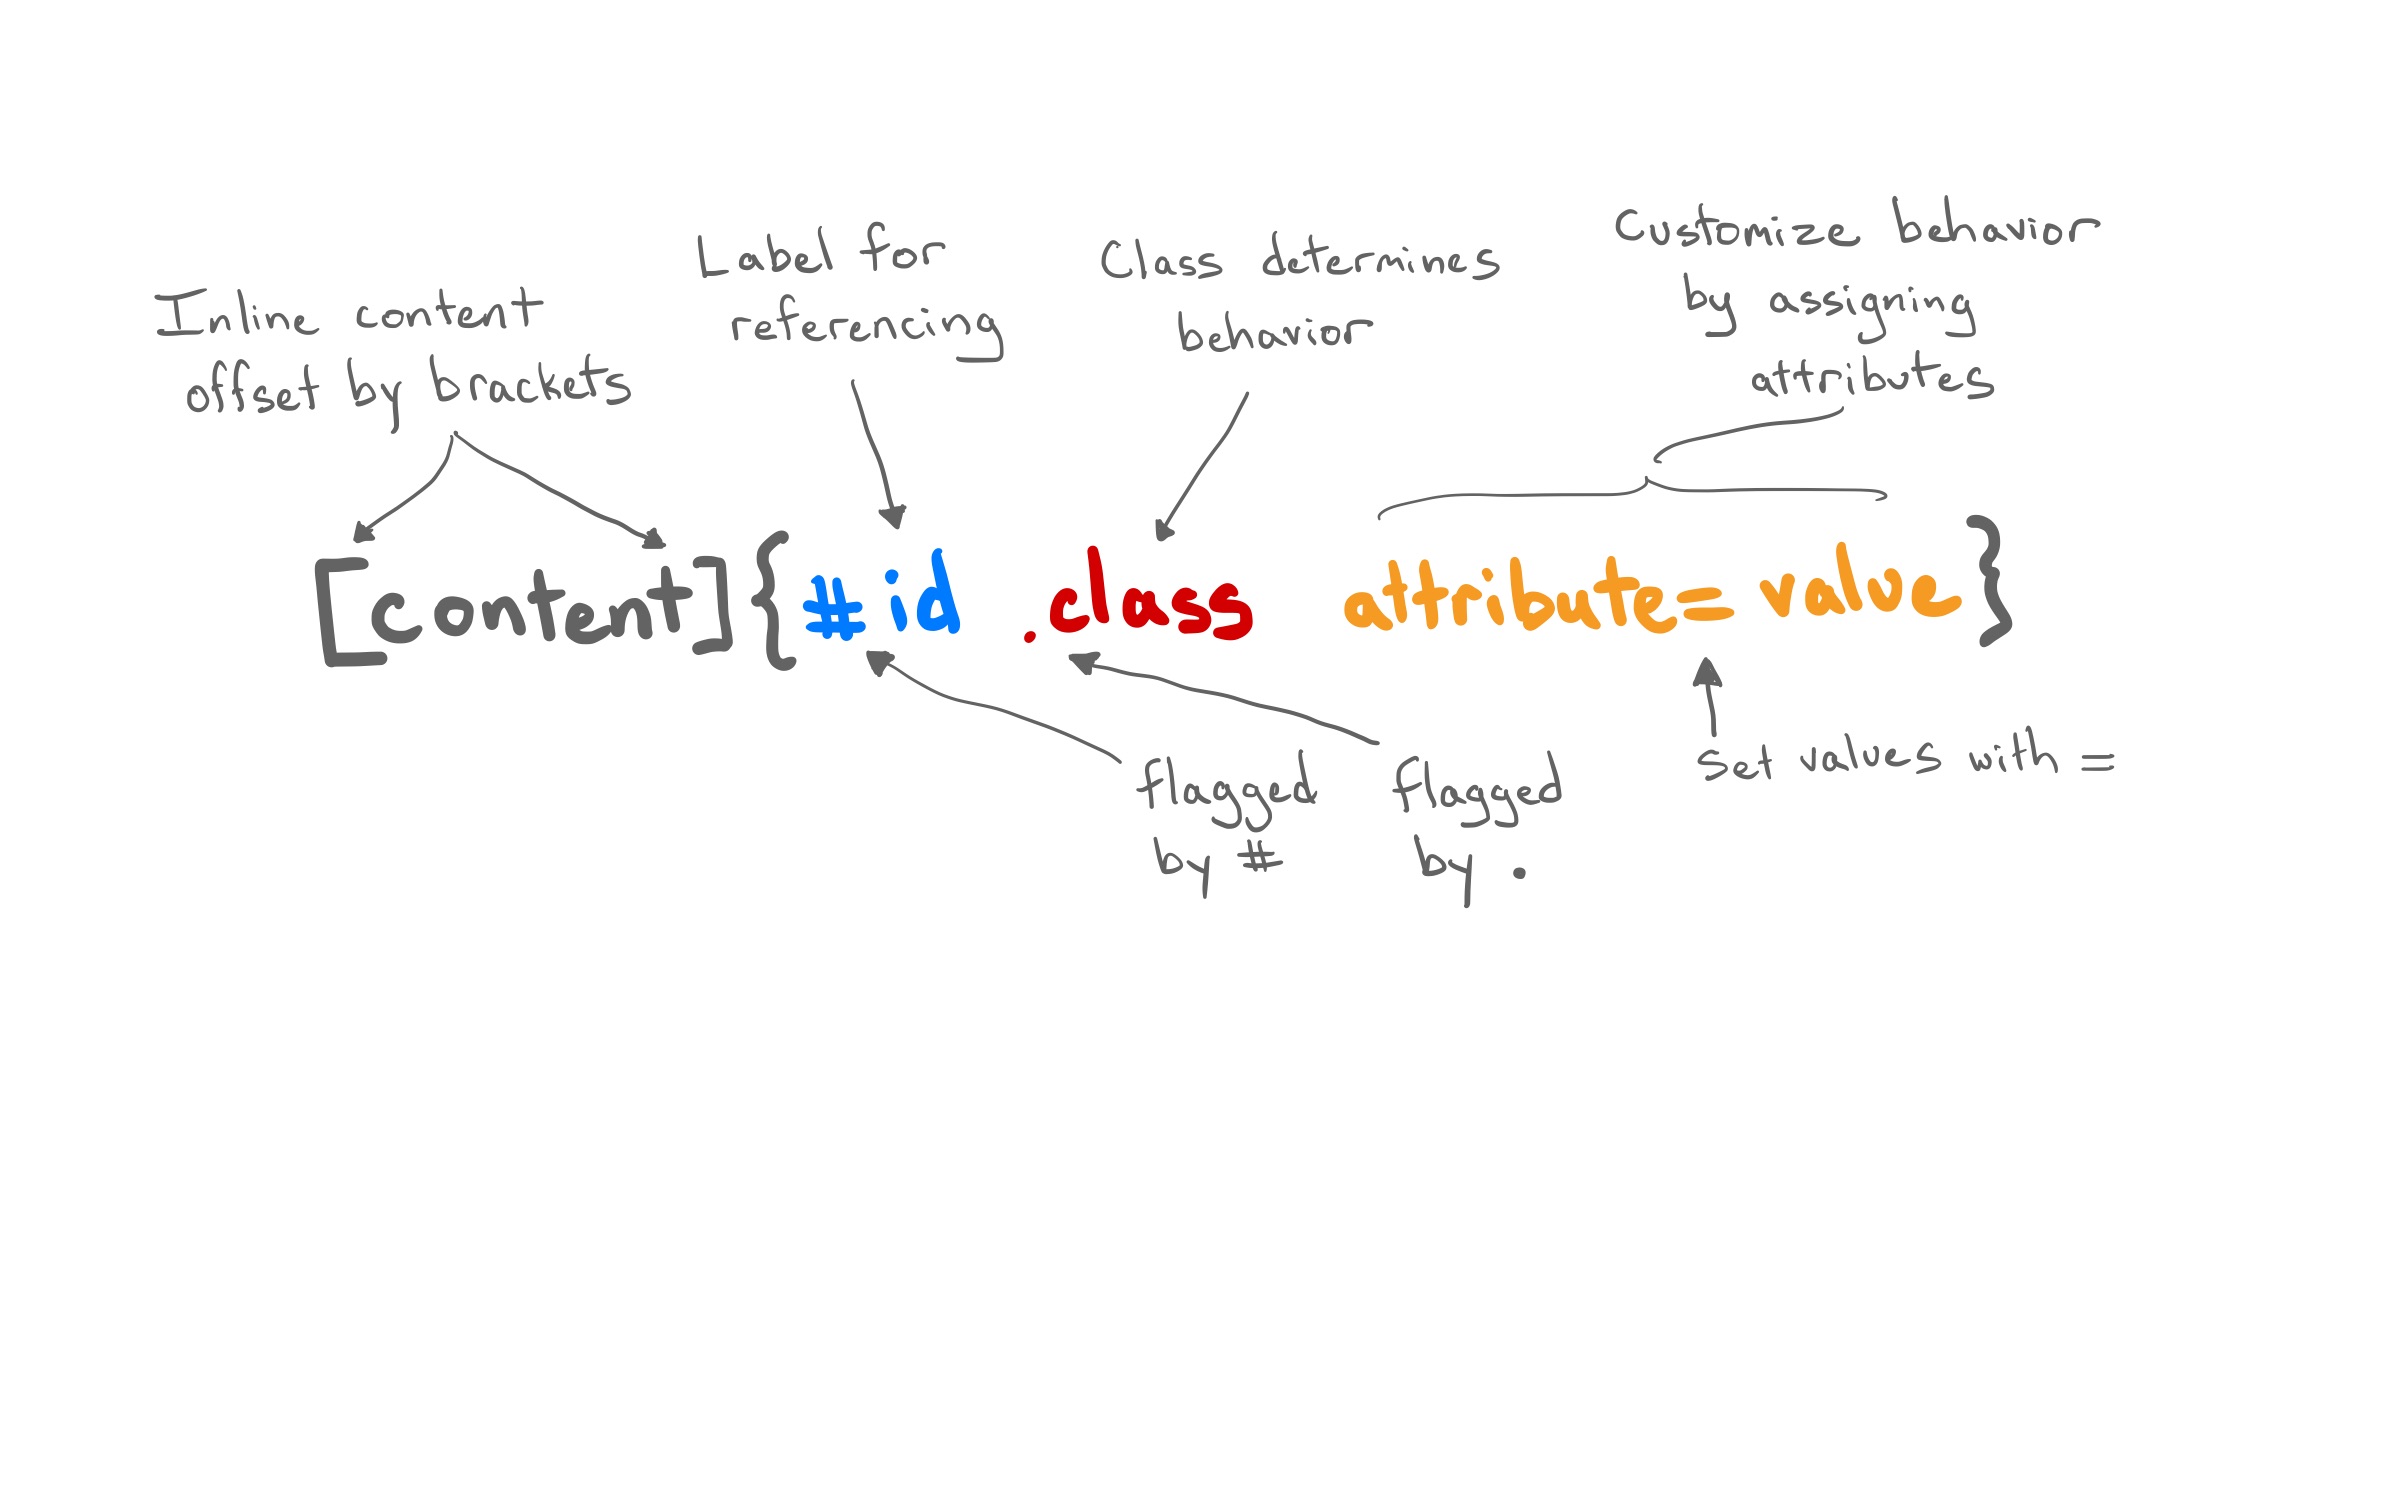 Inline content
offset by brackets
Label for
referencing
Class determines
behavior
Customize behavior
by assigning
attributes
[content]{#id .class attribute=value}
flagged
by #
flagged
by .
set values with =